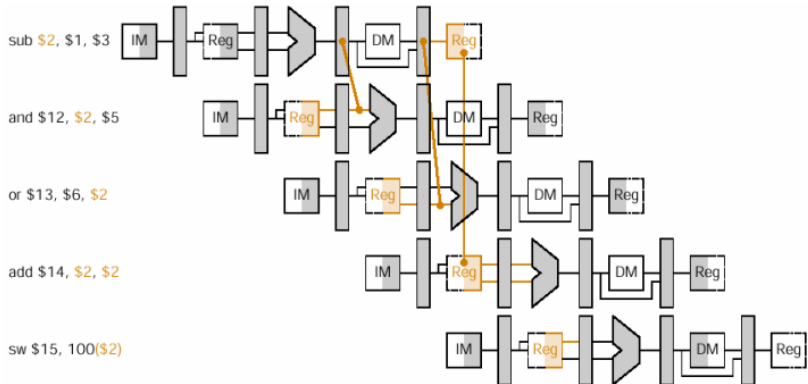 sub $2, $1, $3 IM Reg DM Reg
and $12, $2, $5 IM Reg DM Reg
or $13, $6, $2 IM Reg DM Reg
add $14, $2, $2 IM Reg DM Reg
sw $15, 100($2) IM Reg DM Reg